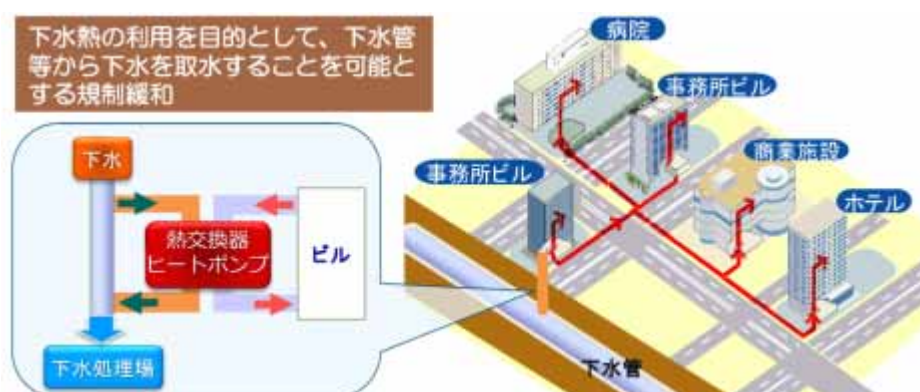 下水熱の利用を目的として、下水管
等から下水を取水することを可能と
する規制緩和
病院
事務所ビル
商業施設
事務所ビル
ホテル
下水
熱交換器
ヒートポンプ
ビル
下水処理場
下水管